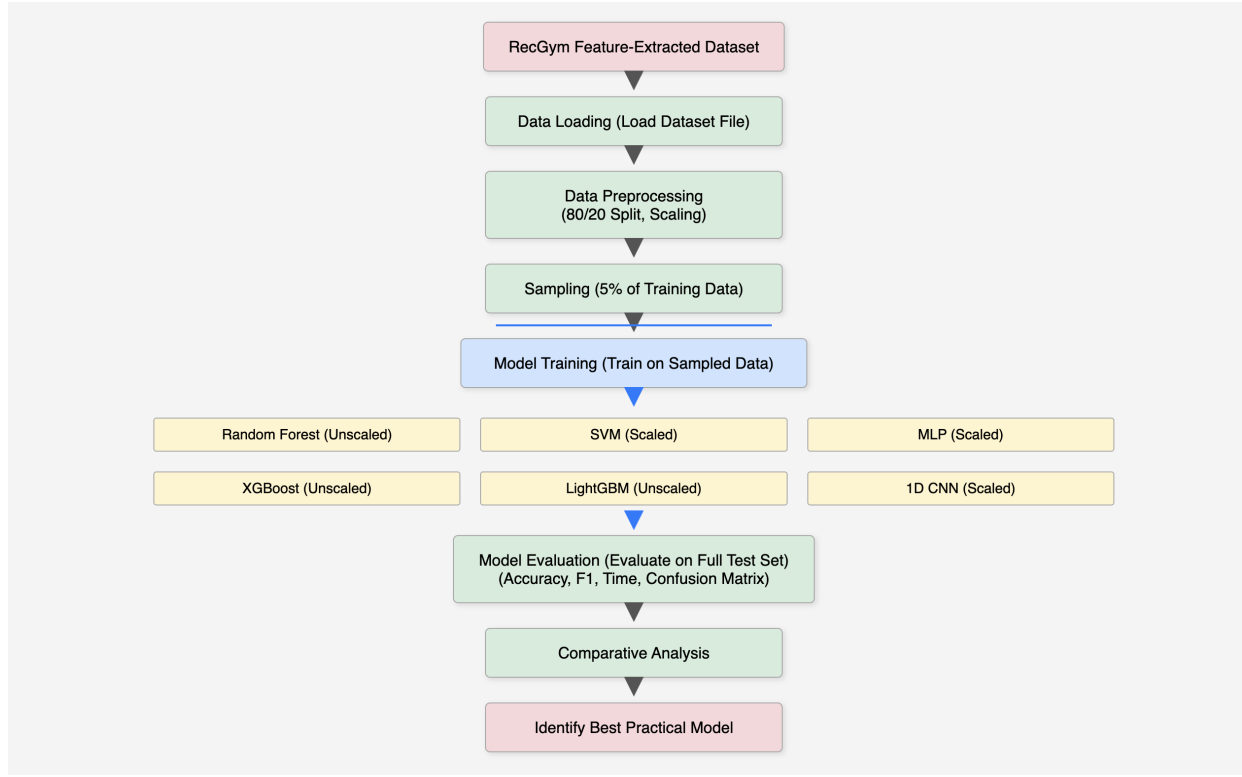 RecGym Feature-Extracted Dataset
Data Loading (Load Dataset File)
Data Preprocessing
(80/20 Split, Scaling)
Sampling (5% of Training Data)
Model Training (Train on Sampled Data)
Random Forest (Unscaled)
SVM (Scaled)
MLP (Scaled)
XGBoost (Unscaled)
LightGBM (Unscaled)
1D CNN (Scaled)
Model Evaluation (Evaluate on Full Test Set)
(Accuracy, F1, Time, Confusion Matrix)
Comparative Analysis
Identify Best Practical Model